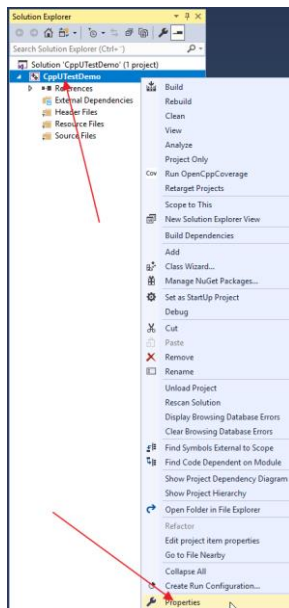 Solution Explorer
Search Solution Explorer (Ctrl+¨)
Solution 'CppUTestDemo' (1 project)
CppUTestDemo
References
External Dependencies
Header Files
Resource Files
Source Files
Build
Rebuild
Clean
View
Analyze
Project Only
Cov Run OpenCppCoverage
Retarget Projects
Scope to This
New Solution Explorer View
Build Dependencies
Add
Class Wizard...
Manage NuGet Packages...
Set as StartUp Project
Debug
Cut
Paste
Remove
Rename
Unload Project
Rescan Solution
Display Browsing Database Errors
Clear Browsing Database Errors
Find Symbols External to Scope
Find Code Dependent on Module
Show Project Dependency Diagram
Show Project Hierarchy
Open Folder in File Explorer
Refactor
Edit project item properties
Go to File Nearby
Collapse All
Create Run Configuration...
Properties